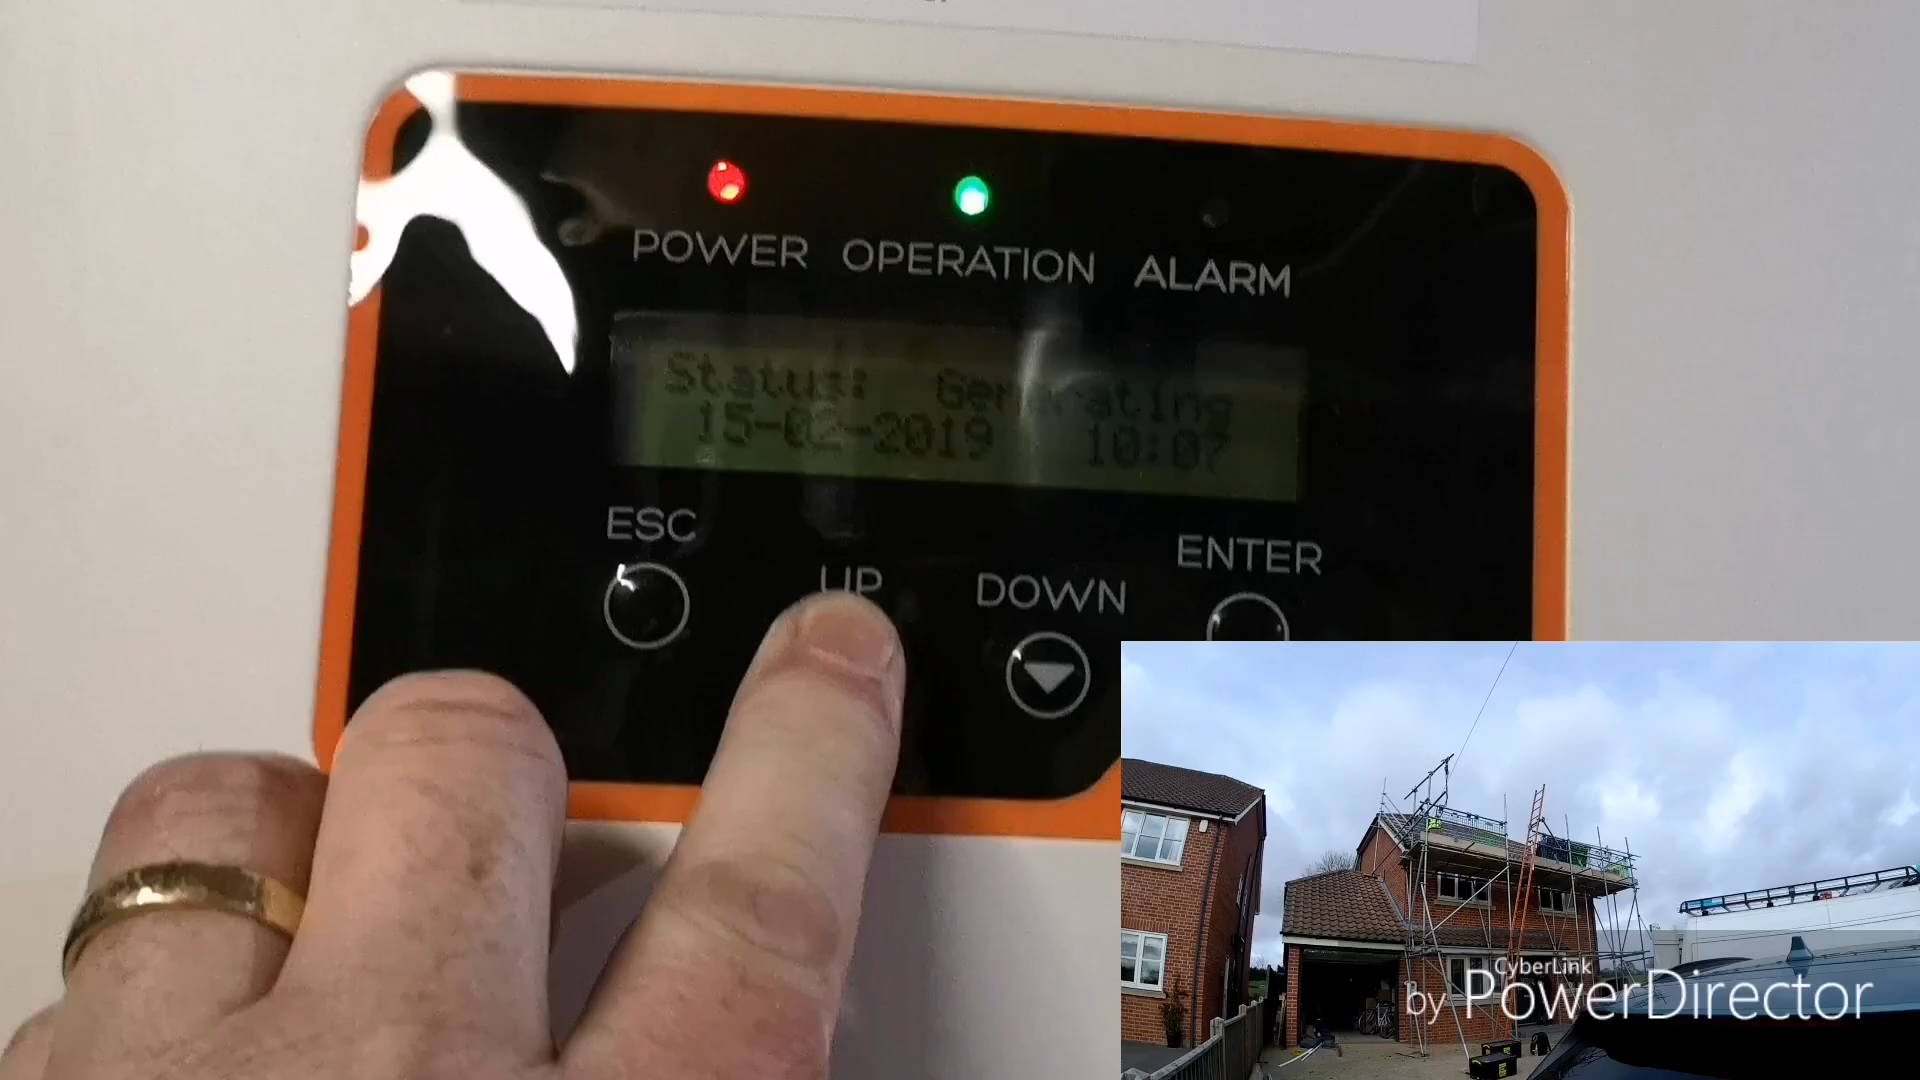 POWER OPERATION ALARM
Status: Generating
15-02-2019 10:07
ESC
UP
DOWN
ENTER
CyberLink
by PowerDirector